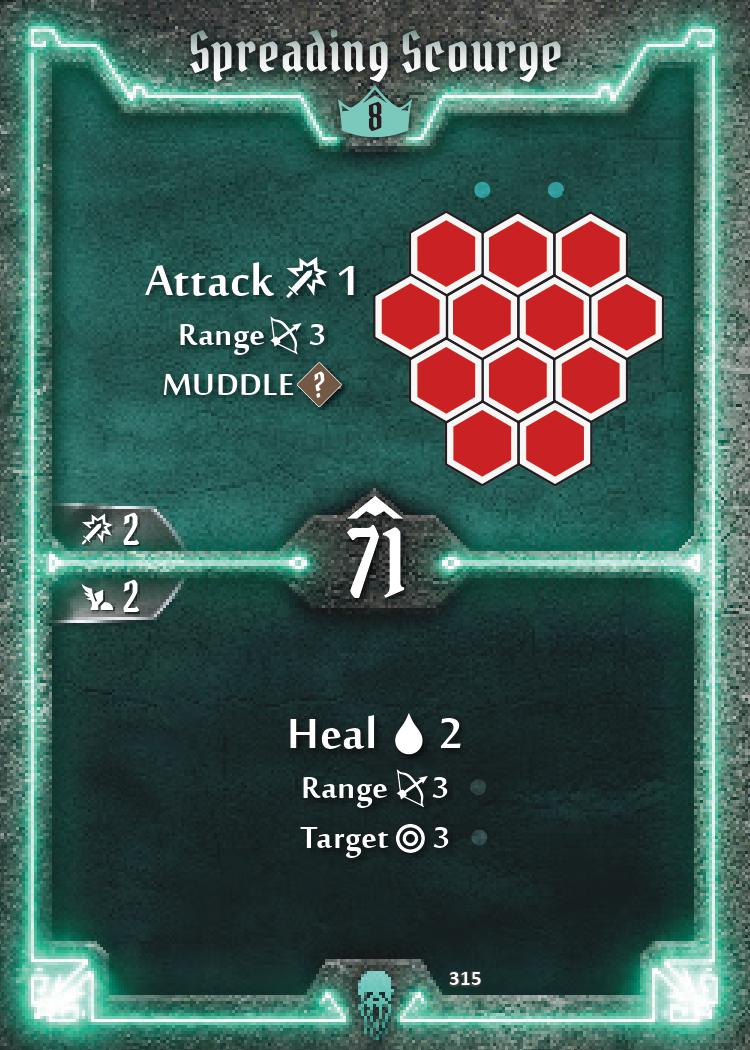 Spreading Scourge
8
Attack 1
Range 3
MUDDLE ?
2
71
2
Heal 2
Range 3
Target 3
315